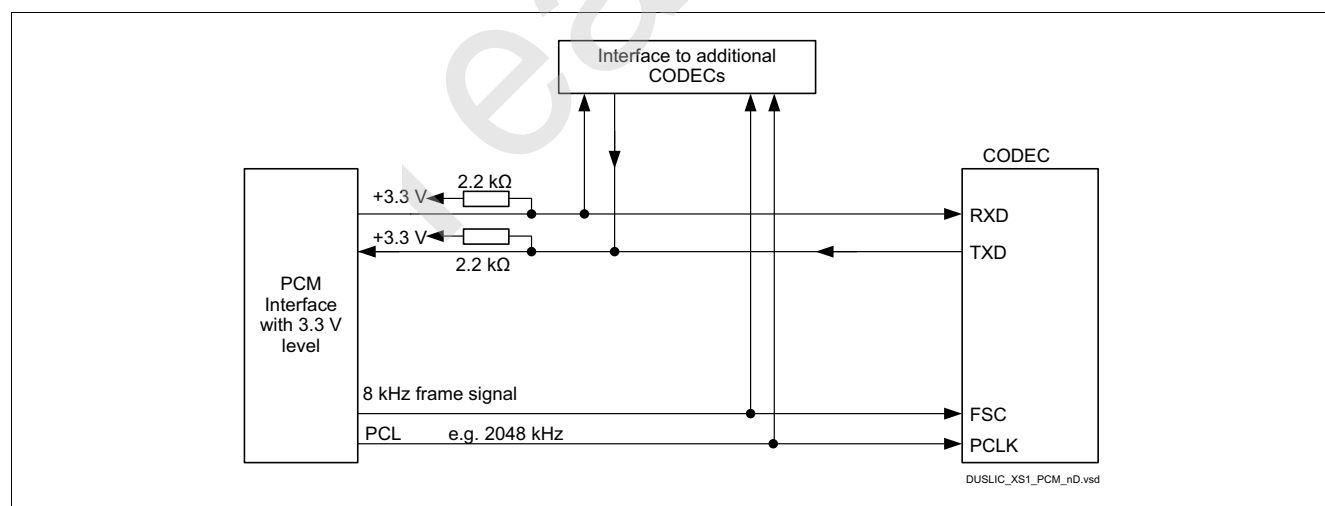 Interface to additional
CODECs
CODEC
2.2 kΩ
+3.3 V
RXD
+3.3 V
TXD
2.2 kΩ
PCM
Interface
with 3.3 V
level
8 kHz frame signal
FSC
PCL e.g. 2048 kHz
PCLK
DUSLIC_XS1_PCM_nD.vsd